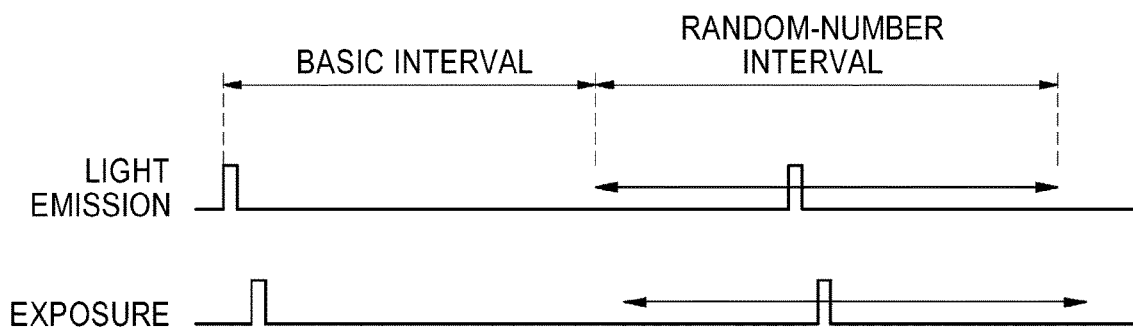 RANDOM-NUMBER
BASIC INTERVAL
INTERVAL
LIGHT
EMISSION
EXPOSURE